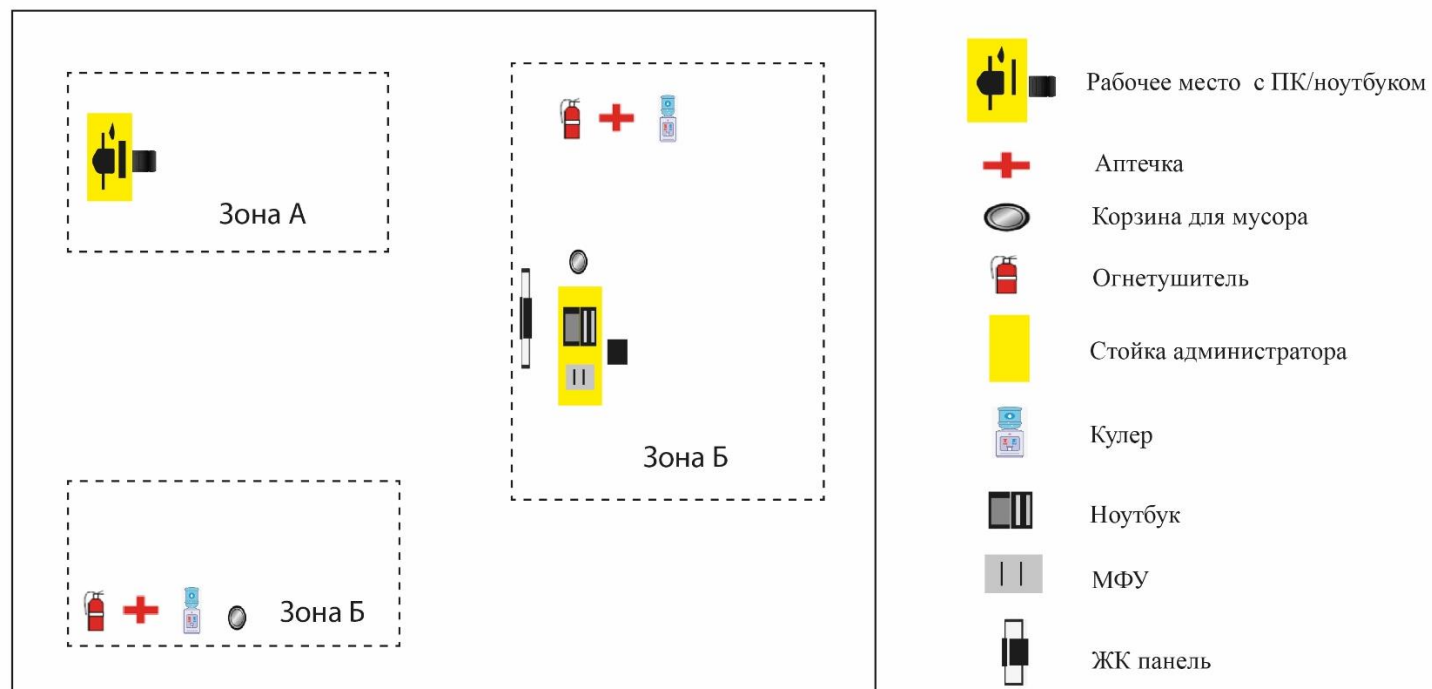 Зона А
Зона Б
Зона Б
Рабочее место с ПК/ноутбуком
Аптечка
Корзина для мусора
Огнетушитель
Стойка администратора
Кулер
Ноутбук
МФУ
ЖК панель